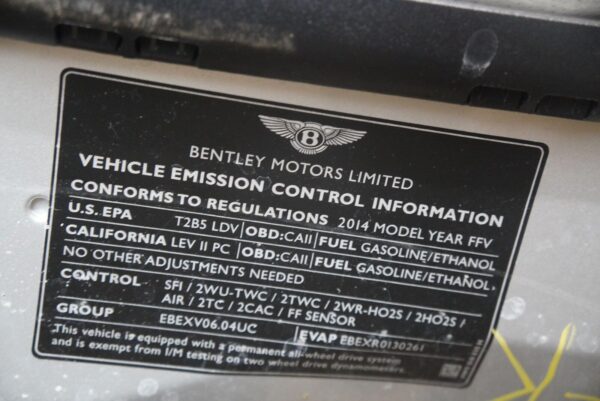 B
BENTLEY MOTORS LIMITED
VEHICLE EMISSION CONTROL INFORMATION
CONFORMS TO REGULATIONS 2014 MODEL YEAR FFV
U.S. EPA T2B5 LDV OBD:CAII FUEL GASOLINE/ETHANOL
CALIFORNIA LEV II PC OBD:CAII FUEL GASOLINE/ETHANOL
NO OTHER ADJUSTMENTS NEEDED
CONTROL SFI / 2WU-TWC / 2TWC / 2WR-HO2S / 2HO2S /
AIR / 2TC / 2CAC / FF SENSOR
GROUP EBEXV06.04UC EVAP EBEXR0130261
This vehicle is equipped with a permanent all-wheel drive system
and is exempt from I/M testing on two wheel drive dynamometers.